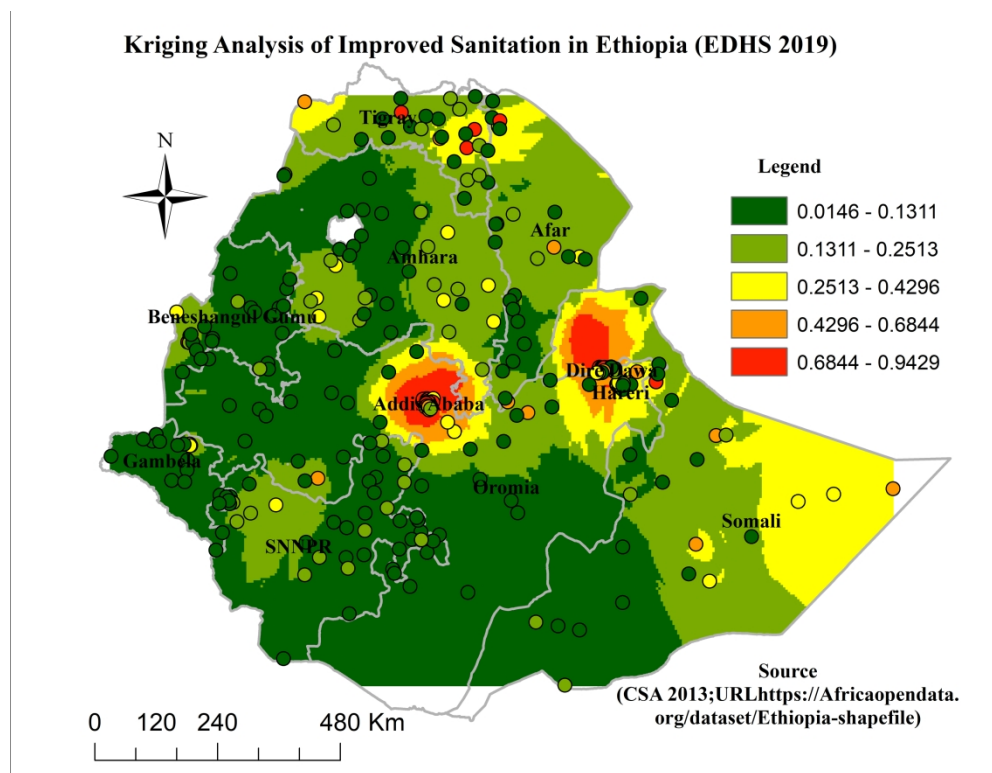 Kriging Analysis of Improved Sanitation in Ethiopia (EDHS 2019)
N
Tigray
Afar
Amhara
Beneshangul Gumu
Dire Dawa
Hareri
Addis Ababa
Gambela
Oromia
Somali
SNNPR
Legend
0.0146 - 0.1311
0.1311 - 0.2513
0.2513 - 0.4296
0.4296 - 0.6844
0.6844 - 0.9429
Source
(CSA 2013;URLhttps://Africaopendata.
org/dataset/Ethiopia-shapefile)
0 120 240 480 Km